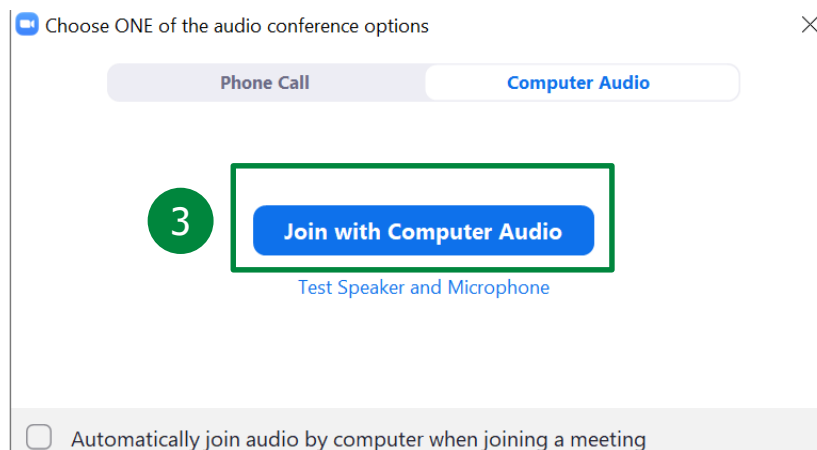 Choose ONE of the audio conference options
Phone Call
Computer Audio
3
Join with Computer Audio
Test Speaker and Microphone
Automatically join audio by computer when joining a meeting